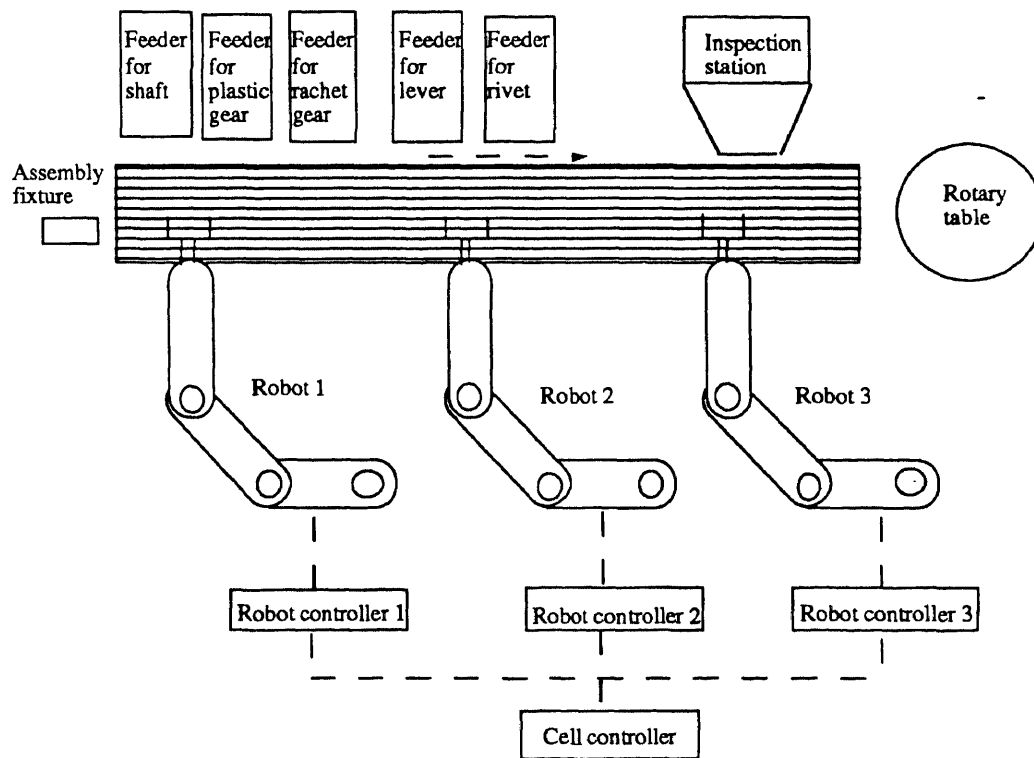 Feeder
for
shaft
Feeder
for
plastic
gear
Feeder
for
rachet
gear
Feeder
for
lever
Feeder
for
rivet
Inspection
station
Assembly
fixture
Rotary
table
Robot 1
Robot 2
Robot 3
Robot controller 1
Robot controller 2
Robot controller 3
Cell controller